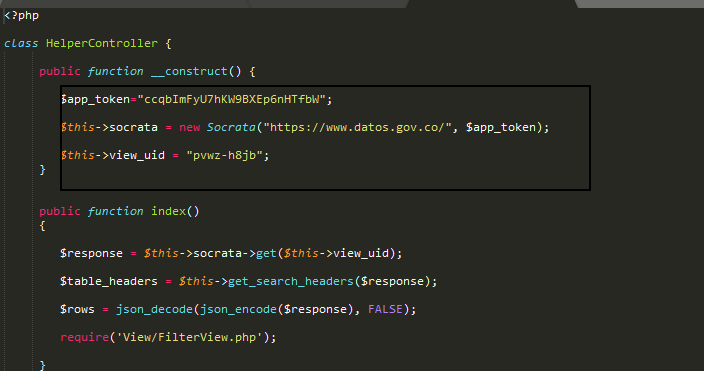 <?php
class HelperController {
public function __construct() {
$app_token="ccqbImFyU7hKW9BXEp6nHTfbW";
$this->socrata = new Socrata("https://www.datos.gov.co/", $app_token);
$this->view_uid = "pvwz-h8jb";
}
public function index()
{
$response = $this->socrata->get($this->view_uid);
$table_headers = $this->get_search_headers($response);
$rows = json_decode(json_encode($response), FALSE);
require('View/FilterView.php');
}